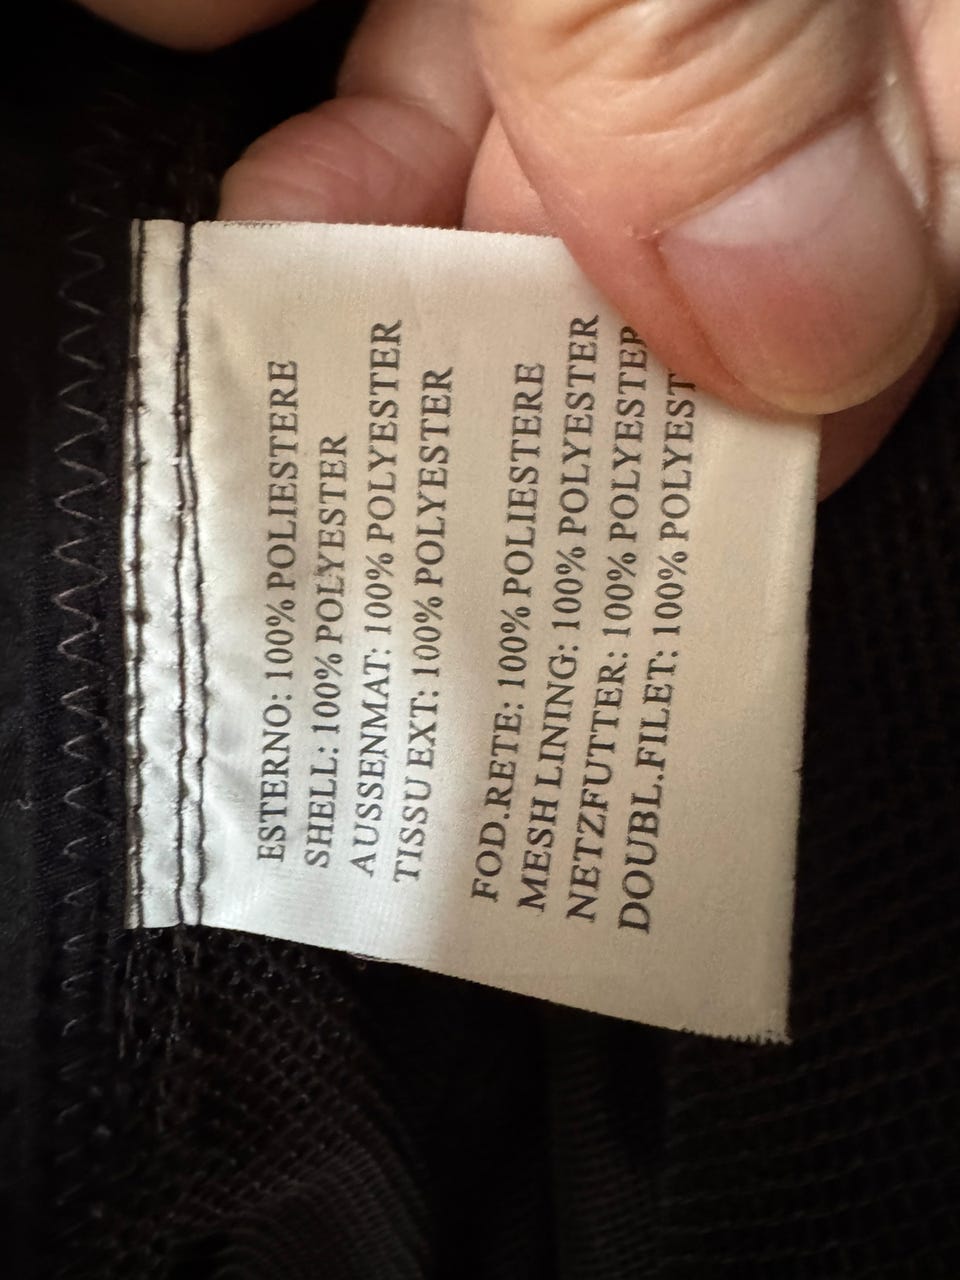 ESTERNO: 100% POLIESTERE
SHELL: 100% POLYESTER
AUSSENMAT: 100% POLYESTER
TISSU EXT: 100% POLYESTER
FOD.RETE: 100% POLIESTERE
MESH LINING: 100% POLYESTER
NETZFUTTER: 100% POLYESTER
DOUBL.FILET: 100% POLYEST